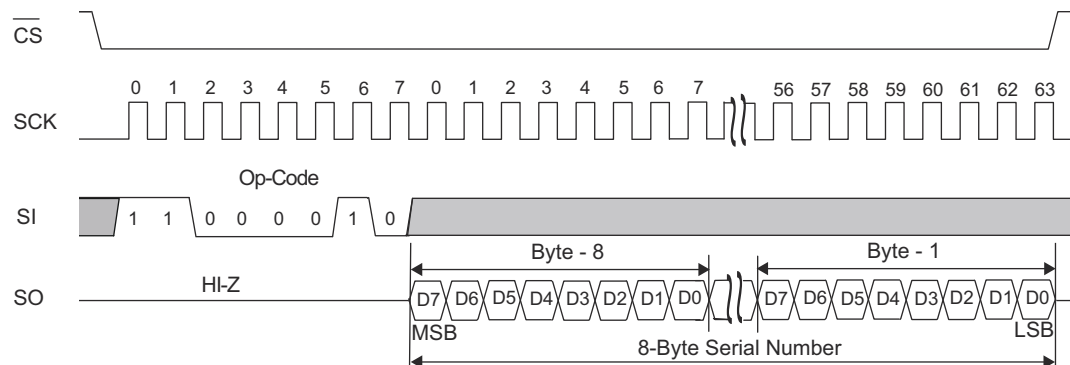 CS
0 1 2 3 4 5 6 7 0 1 2 3 4 5 6 7 56 57 58 59 60 61 62 63
SCK
Op-Code
SI 1 1 0 0 0 0 1 0
Byte - 8 Byte - 1
HI-Z
SO D7 D6 D5 D4 D3 D2 D1 D0 D7 D6 D5 D4 D3 D2 D1 D0
MSB LSB
8-Byte Serial Number